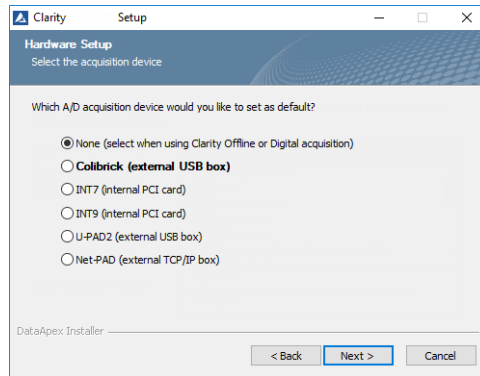 Clarity Setup
Hardware Setup
Select the acquisition device
Which A/D acquisition device would you like to set as default?
None (select when using Clarity Offline or Digital acquisition)
Colibrick (external USB box)
INT7 (internal PCI card)
INT9 (internal PCI card)
U-PAD2 (external USB box)
Net-PAD (external TCP/IP box)
DataApex Installer
< Back Next > Cancel